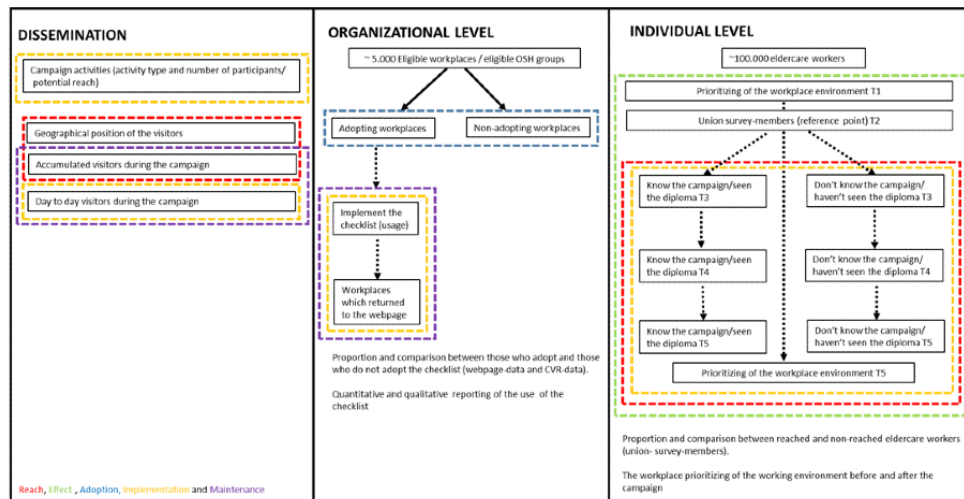 DISSEMINATION
Campaign activities (activity type and number of participants/
potential reach)
Geographical position of the visitors
Accumulated visitors during the campaign
Day to day visitors during the campaign
Reach, Effect , Adoption, Implementation and Maintenance
ORGANIZATIONAL LEVEL
~ 5.000 Eligible workplaces / eligible OSH groups
Adopting workplaces
Non-adopting workplaces
Implement the
checklist (usage)
Workplaces
which returned
to the webpage
Proportion and comparison between those who adopt and those
who do not adopt the checklist (webpage-data and CVR-data).
Quantitative and qualitative reporting of the use of the
checklist
INDIVIDUAL LEVEL
~100.000 eldercare workers
Prioritizing of the workplace environment T1
Union survey-members (reference point) T2
Know the campaign/seen
the diploma T3
Don't know the campaign/
haven't seen the diploma T3
Know the campaign/seen
the diploma T4
Don't know the campaign/
haven't seen the diploma T4
Know the campaign/seen
the diploma T5
Don't know the campaign/
haven't seen the diploma T5
Prioritizing of the workplace environment T5
Proportion and comparison between reached and non-reached eldercare workers
(union- survey-members).
The workplace prioritizing of the working environment before and after the
campaign